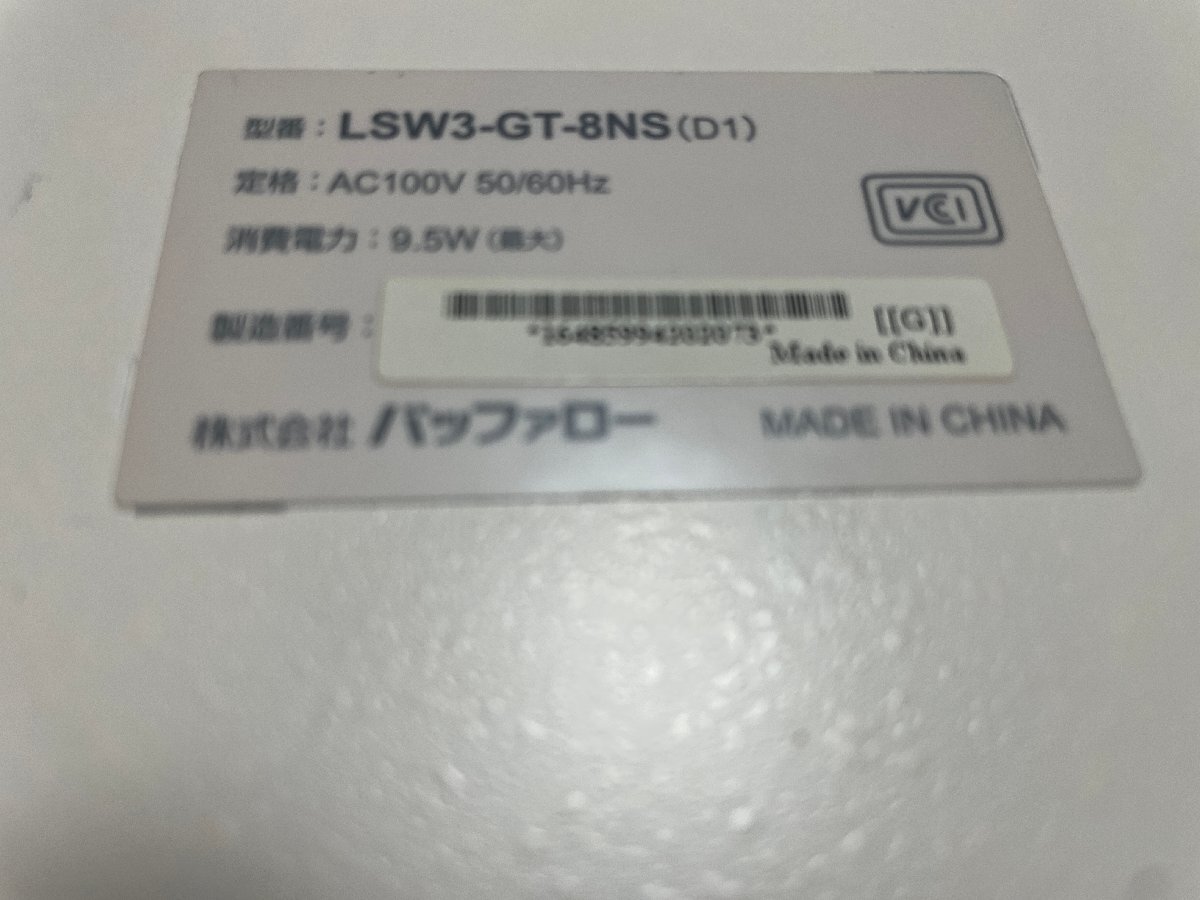 型番：LSW3-GT-8NS（D1）
定格：AC100V 50/60Hz
消費電力：9.5W（最大）
VCCI
製造番号：
[[G]]
Made in China
株式会社 バッファロー MADE IN CHINA